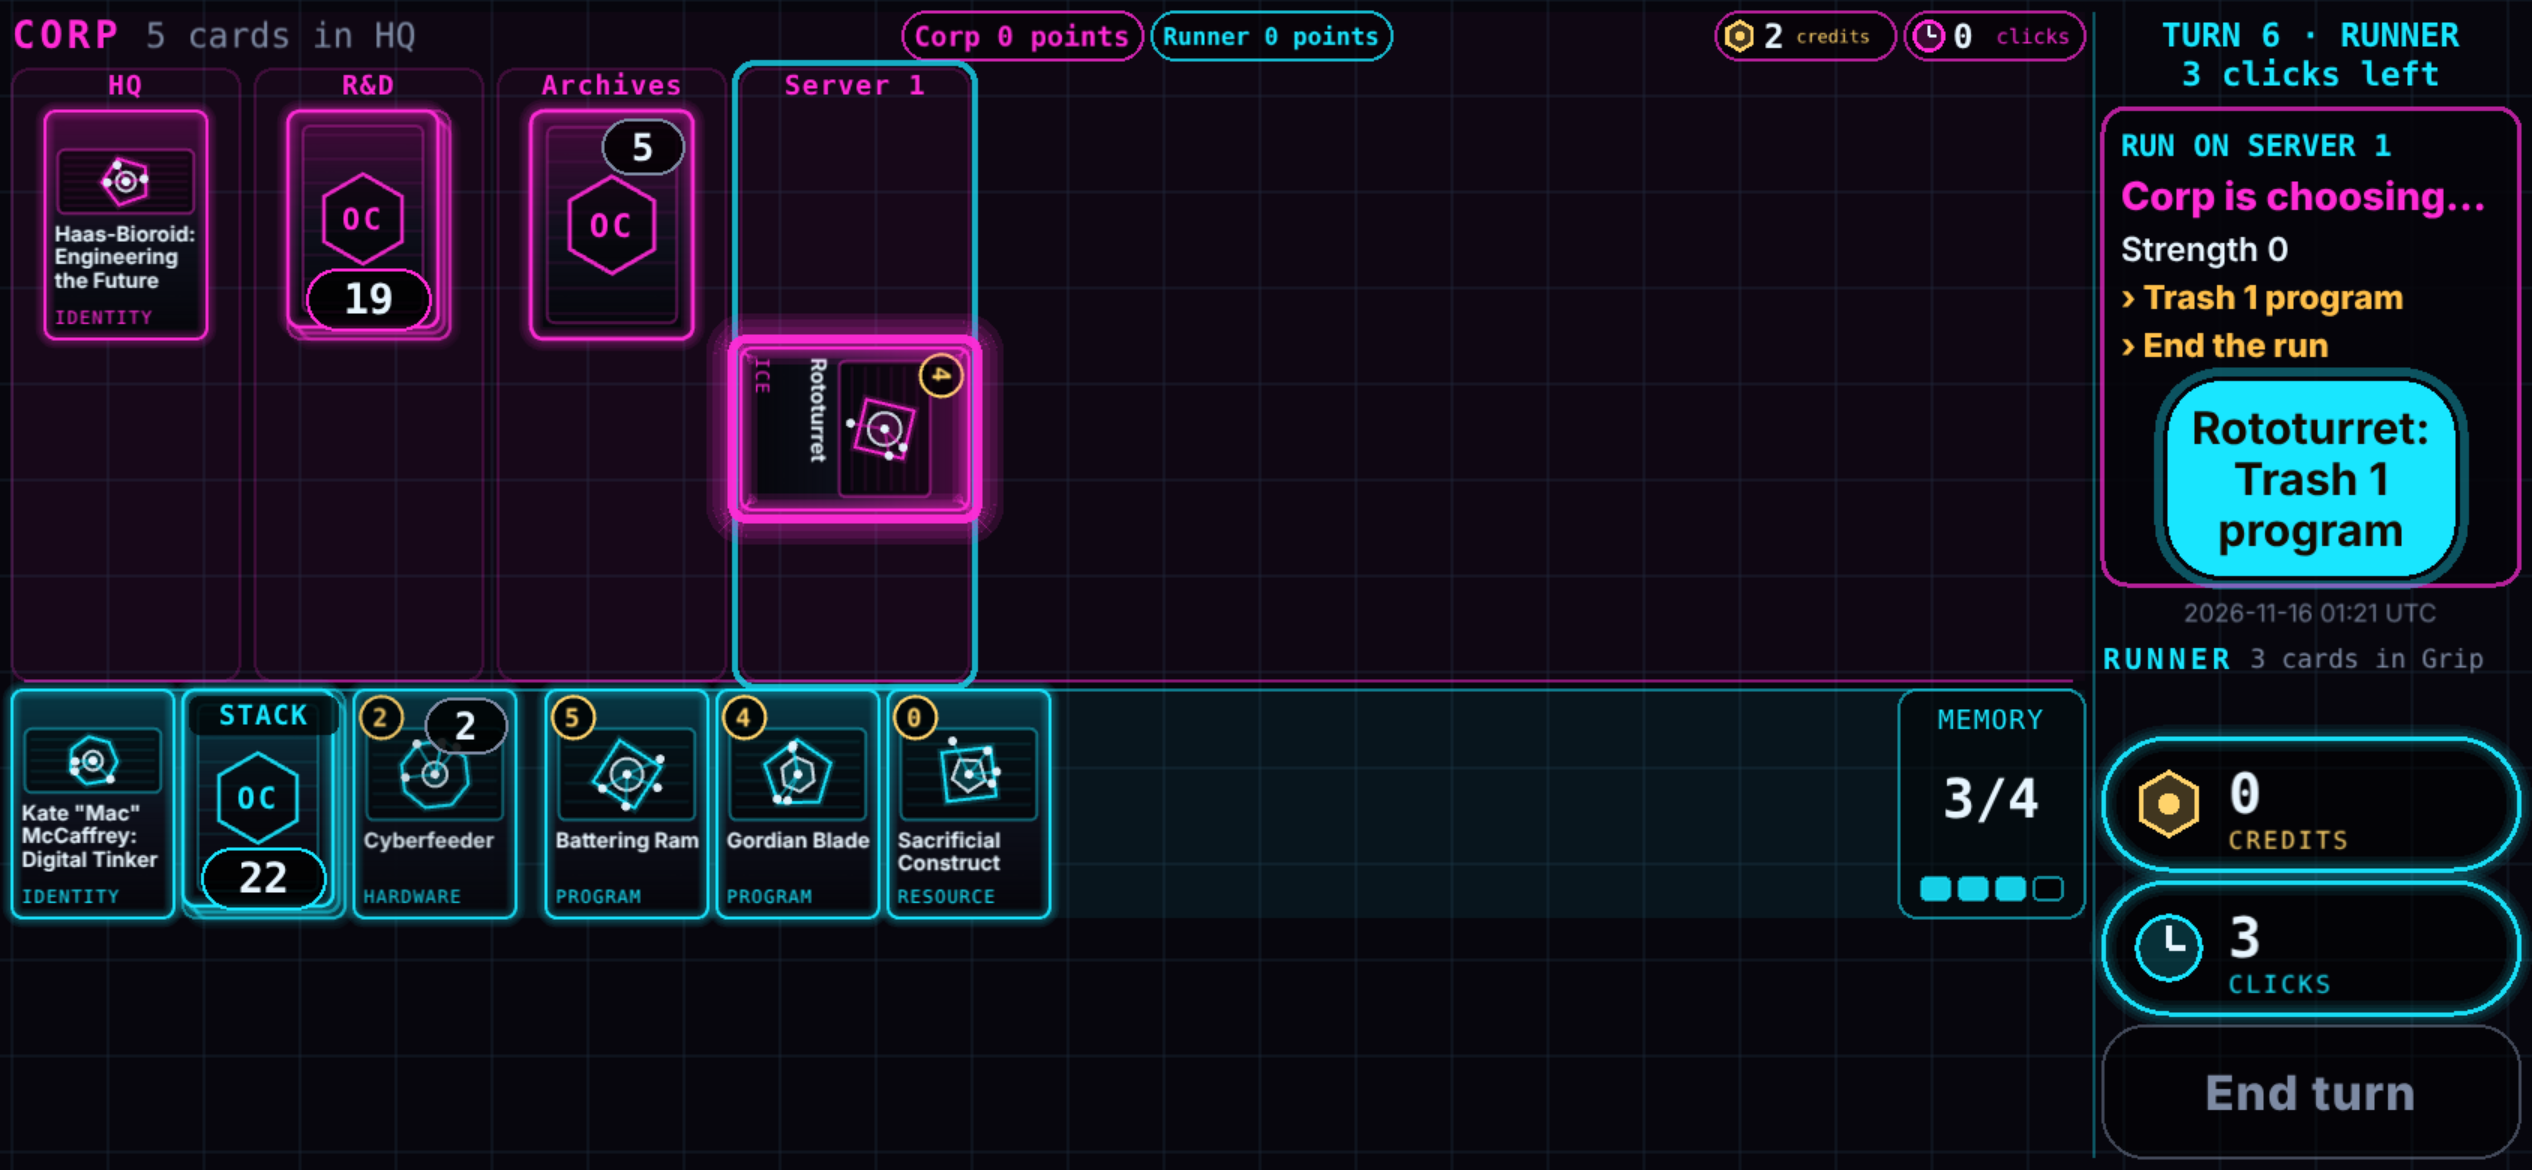 CORP 5 cards in HQ
Corp 0 points
Runner 0 points
2 credits
0 clicks
TURN 6 · RUNNER
3 clicks left
HQ
R&D
Archives
Server 1
Haas-Bioroid:
Engineering
the Future
IDENTITY
OC
19
5
OC
4
Rototurret
ICE
RUN ON SERVER 1
Corp is choosing...
Strength 0
› Trash 1 program
› End the run
Rototurret:
Trash 1
program
2026-11-16 01:21 UTC
RUNNER 3 cards in Grip
Kate "Mac"
McCaffrey:
Digital Tinker
IDENTITY
STACK
OC
22
2
2
Cyberfeeder
HARDWARE
5
Battering Ram
PROGRAM
4
Gordian Blade
PROGRAM
0
Sacrificial
Construct
RESOURCE
MEMORY
3/4
0
CREDITS
3
CLICKS
End turn